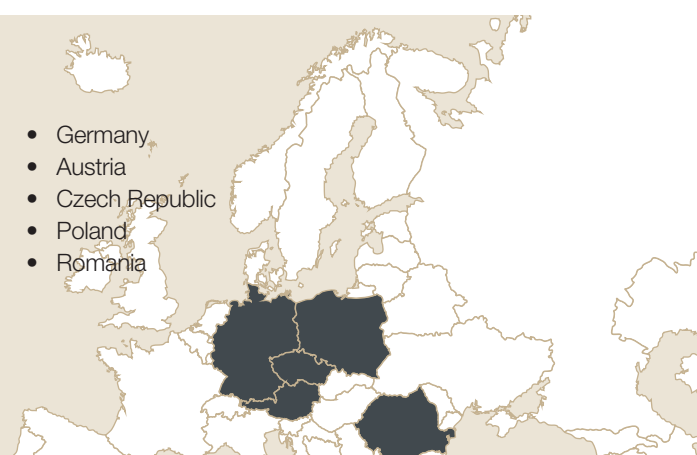 • Germany
• Austria
• Czech Republic
• Poland
• Romania